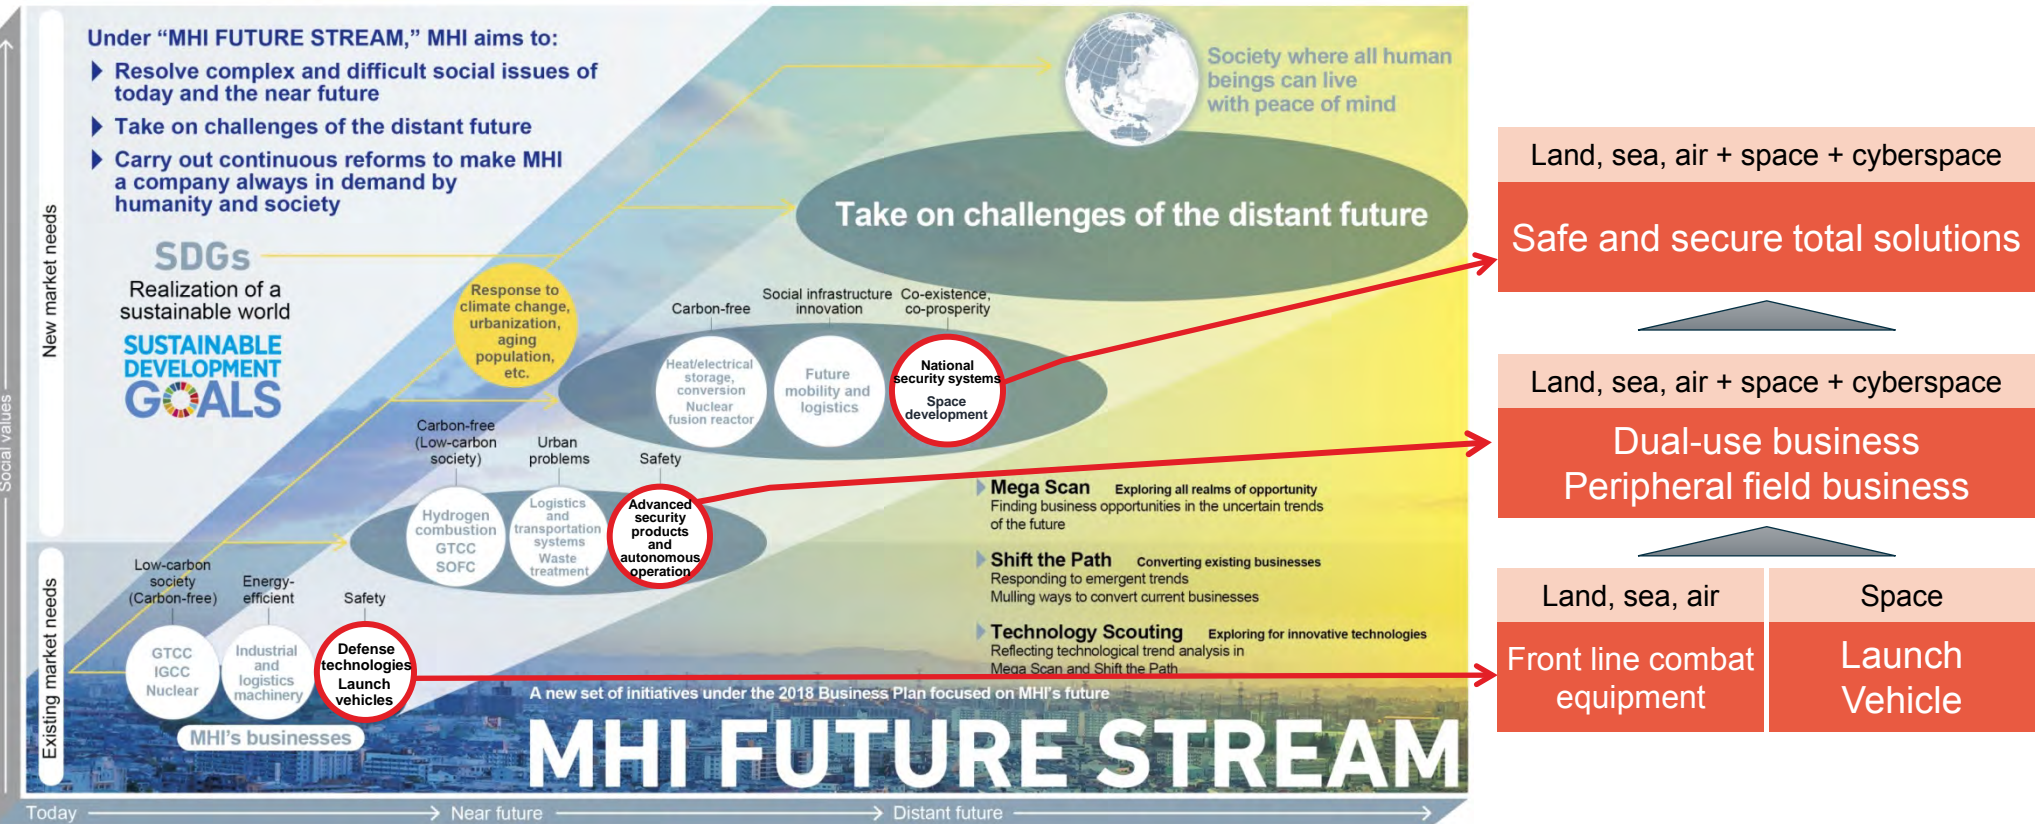 Under “MHI FUTURE STREAM,” MHI aims to:
Resolve complex and difficult social issues of
today and the near future
Take on challenges of the distant future
Carry out continuous reforms to make MHI
a company always in demand by
humanity and society
SDGs
Realization of a
sustainable world
SUSTAINABLE
DEVELOPMENT
GOALS
Social values
New market needs
Existing market needs
Society where all human
beings can live
with peace of mind
Take on challenges of the distant future
Response to
climate change,
urbanization,
aging
population,
etc.
Carbon-free
Social infrastructure
innovation
Co-existence,
co-prosperity
Heat/electrical
storage,
conversion
Nuclear
fusion reactor
Future
mobility and
logistics
National
security systems
Space
development
Carbon-free
(Low-carbon
society)
Urban
problems
Safety
Hydrogen
combustion
GTCC
SOFC
Logistics
and
transportation
systems
Waste
treatment
Advanced
security
products
and
autonomous
operation
Low-carbon
society
(Carbon-free)
Energy-
efficient
Safety
GTCC
IGCC
Nuclear
Industrial
and
logistics
machinery
Defense
technologies
Launch
vehicles
MHI’s businesses
Mega Scan Exploring all realms of opportunity
Finding business opportunities in the uncertain trends
of the future
Shift the Path Converting existing businesses
Responding to emergent trends
Mulling ways to convert current businesses
Technology Scouting Exploring for innovative technologies
Reflecting technological trend analysis in
Mega Scan and Shift the Path
A new set of initiatives under the 2018 Business Plan focused on MHI’s future
MHI FUTURE STREAM
Today
Near future
Distant future
Land, sea, air + space + cyberspace
Safe and secure total solutions
Land, sea, air + space + cyberspace
Dual-use business
Peripheral field business
Land, sea, air
Front line combat
equipment
Space
Launch
Vehicle